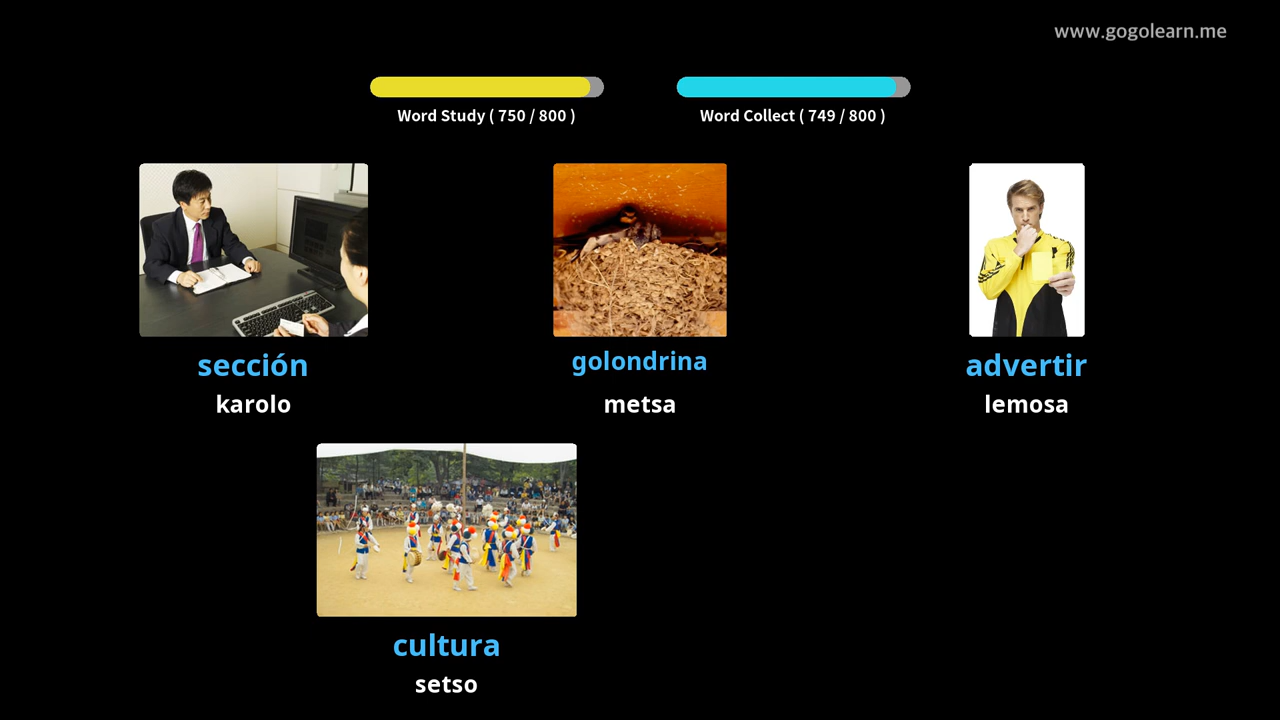 www.gogolearn.me
Word Study ( 750 / 800 )
Word Collect ( 749 / 800 )
sección
karolo
golondrina
metsa
advertir
lemosa
cultura
setso